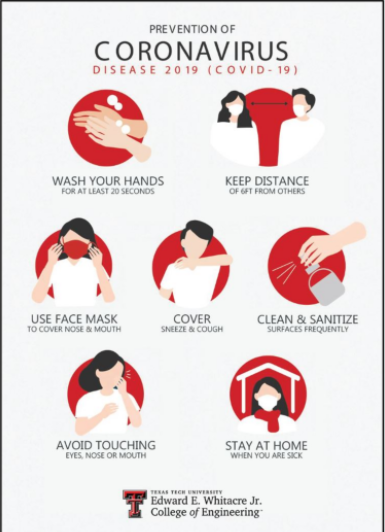 PREVENTION OF
CORONAVIRUS
DISEASE 2019 (COVID-19)
WASH YOUR HANDS
FOR AT LEAST 20 SECONDS
KEEP DISTANCE
OF 6FT FROM OTHERS
USE FACE MASK
TO COVER NOSE & MOUTH
COVER
SNEEZE & COUGH
CLEAN & SANITIZE
SURFACES FREQUENTLY
AVOID TOUCHING
EYES, NOSE OR MOUTH
STAY AT HOME
WHEN YOU ARE SICK
TEXAS TECH UNIVERSITY
Edward E. Whitacre Jr.
College of Engineering